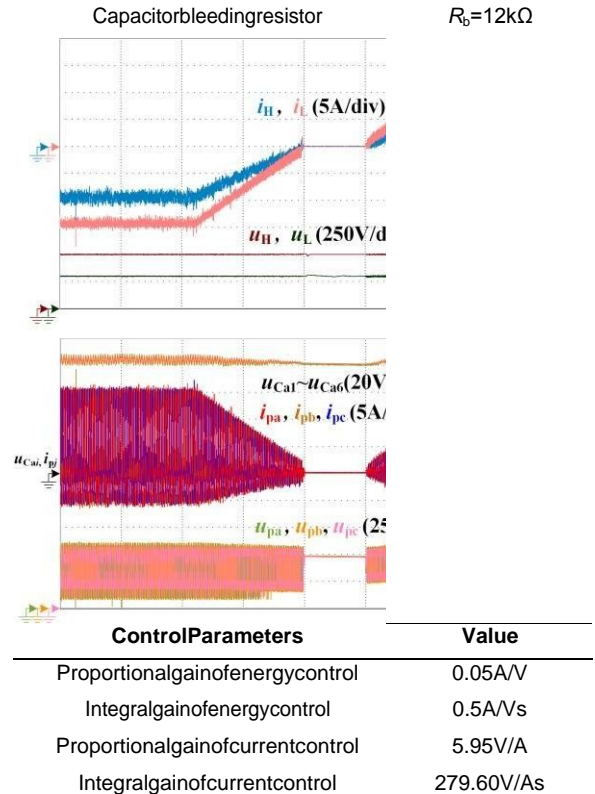 Capacitorbleedingresistor Rb=12kΩ
iH, iL (5A/div)
uH, uL (250V/d
uCa1~uCa6(20V
ipa, ipb, ipc (5A/
uCai, ipj
upa, upb, upc (25
ControlParameters Value
Proportionalgainofenergycontrol 0.05A/V
Integralgainofenergycontrol 0.5A/Vs
Proportionalgainofcurrentcontrol 5.95V/A
Integralgainofcurrentcontrol 279.60V/As